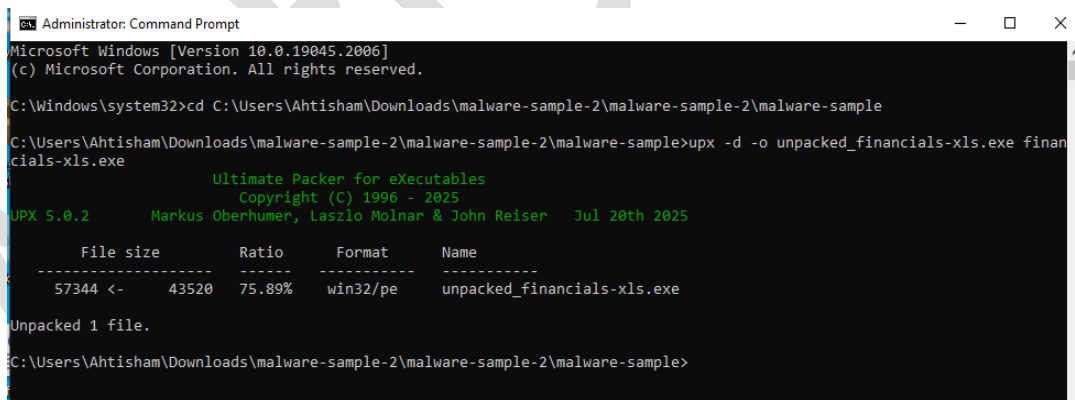 Administrator: Command Prompt
Microsoft Windows [Version 10.0.19045.2006]
(c) Microsoft Corporation. All rights reserved.
C:\Windows\system32>cd C:\Users\Ahtisham\Downloads\malware-sample-2\malware-sample-2\malware-sample
C:\Users\Ahtisham\Downloads\malware-sample-2\malware-sample-2\malware-sample>upx -d -o unpacked_financials-xls.exe finan
cials-xls.exe
Ultimate Packer for eXecutables
Copyright (C) 1996 - 2025
UPX 5.0.2 Markus Oberhumer, Laszlo Molnar & John Reiser Jul 20th 2025
File size Ratio Format Name
-------------------- ------ ----------- -----------
57344 <- 43520 75.89% win32/pe unpacked_financials-xls.exe
Unpacked 1 file.
C:\Users\Ahtisham\Downloads\malware-sample-2\malware-sample-2\malware-sample>